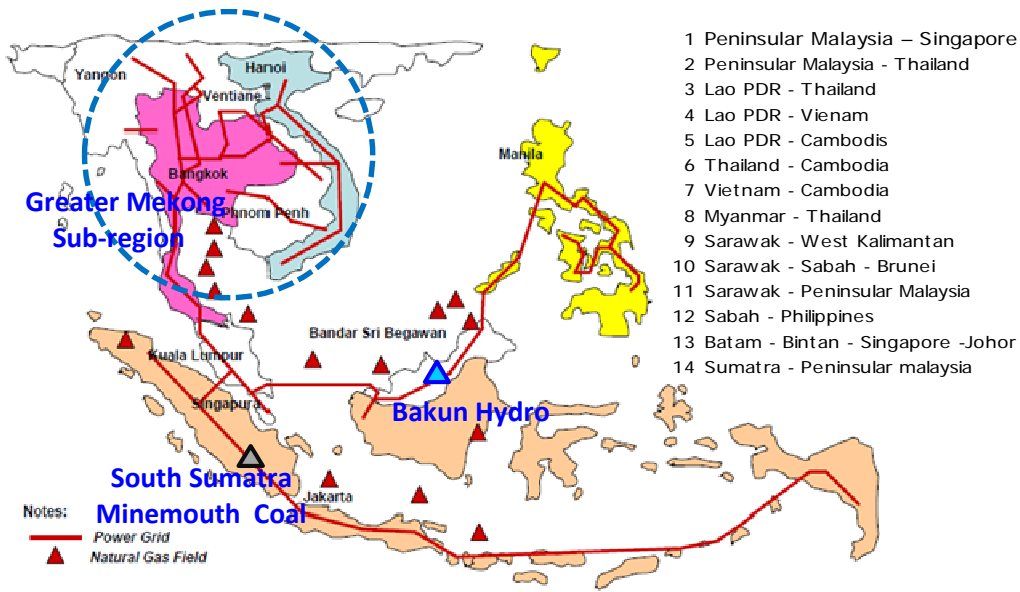 1 Peninsular Malaysia – Singapore
2 Peninsular Malaysia - Thailand
3 Lao PDR - Thailand
4 Lao PDR - Vienam
5 Lao PDR - Cambodis
6 Thailand - Cambodia
7 Vietnam - Cambodia
8 Myanmar - Thailand
9 Sarawak - West Kalimantan
10 Sarawak - Sabah - Brunei
11 Sarawak - Peninsular Malaysia
12 Sabah - Philippines
13 Batam - Bintan - Singapore -Johor
14 Sumatra - Peninsular malaysia
Hanoi
Yangon
Ventiane
Manila
Bangkok
Greater Mekong
Phnom Penh
Sub-region
Bandar Sri Begawan
Kuala Lumpur
Singapura
Bakun Hydro
South Sumatra
Jakarta
Minemouth Coal
Notes:
Power Grid
Natural Gas Field